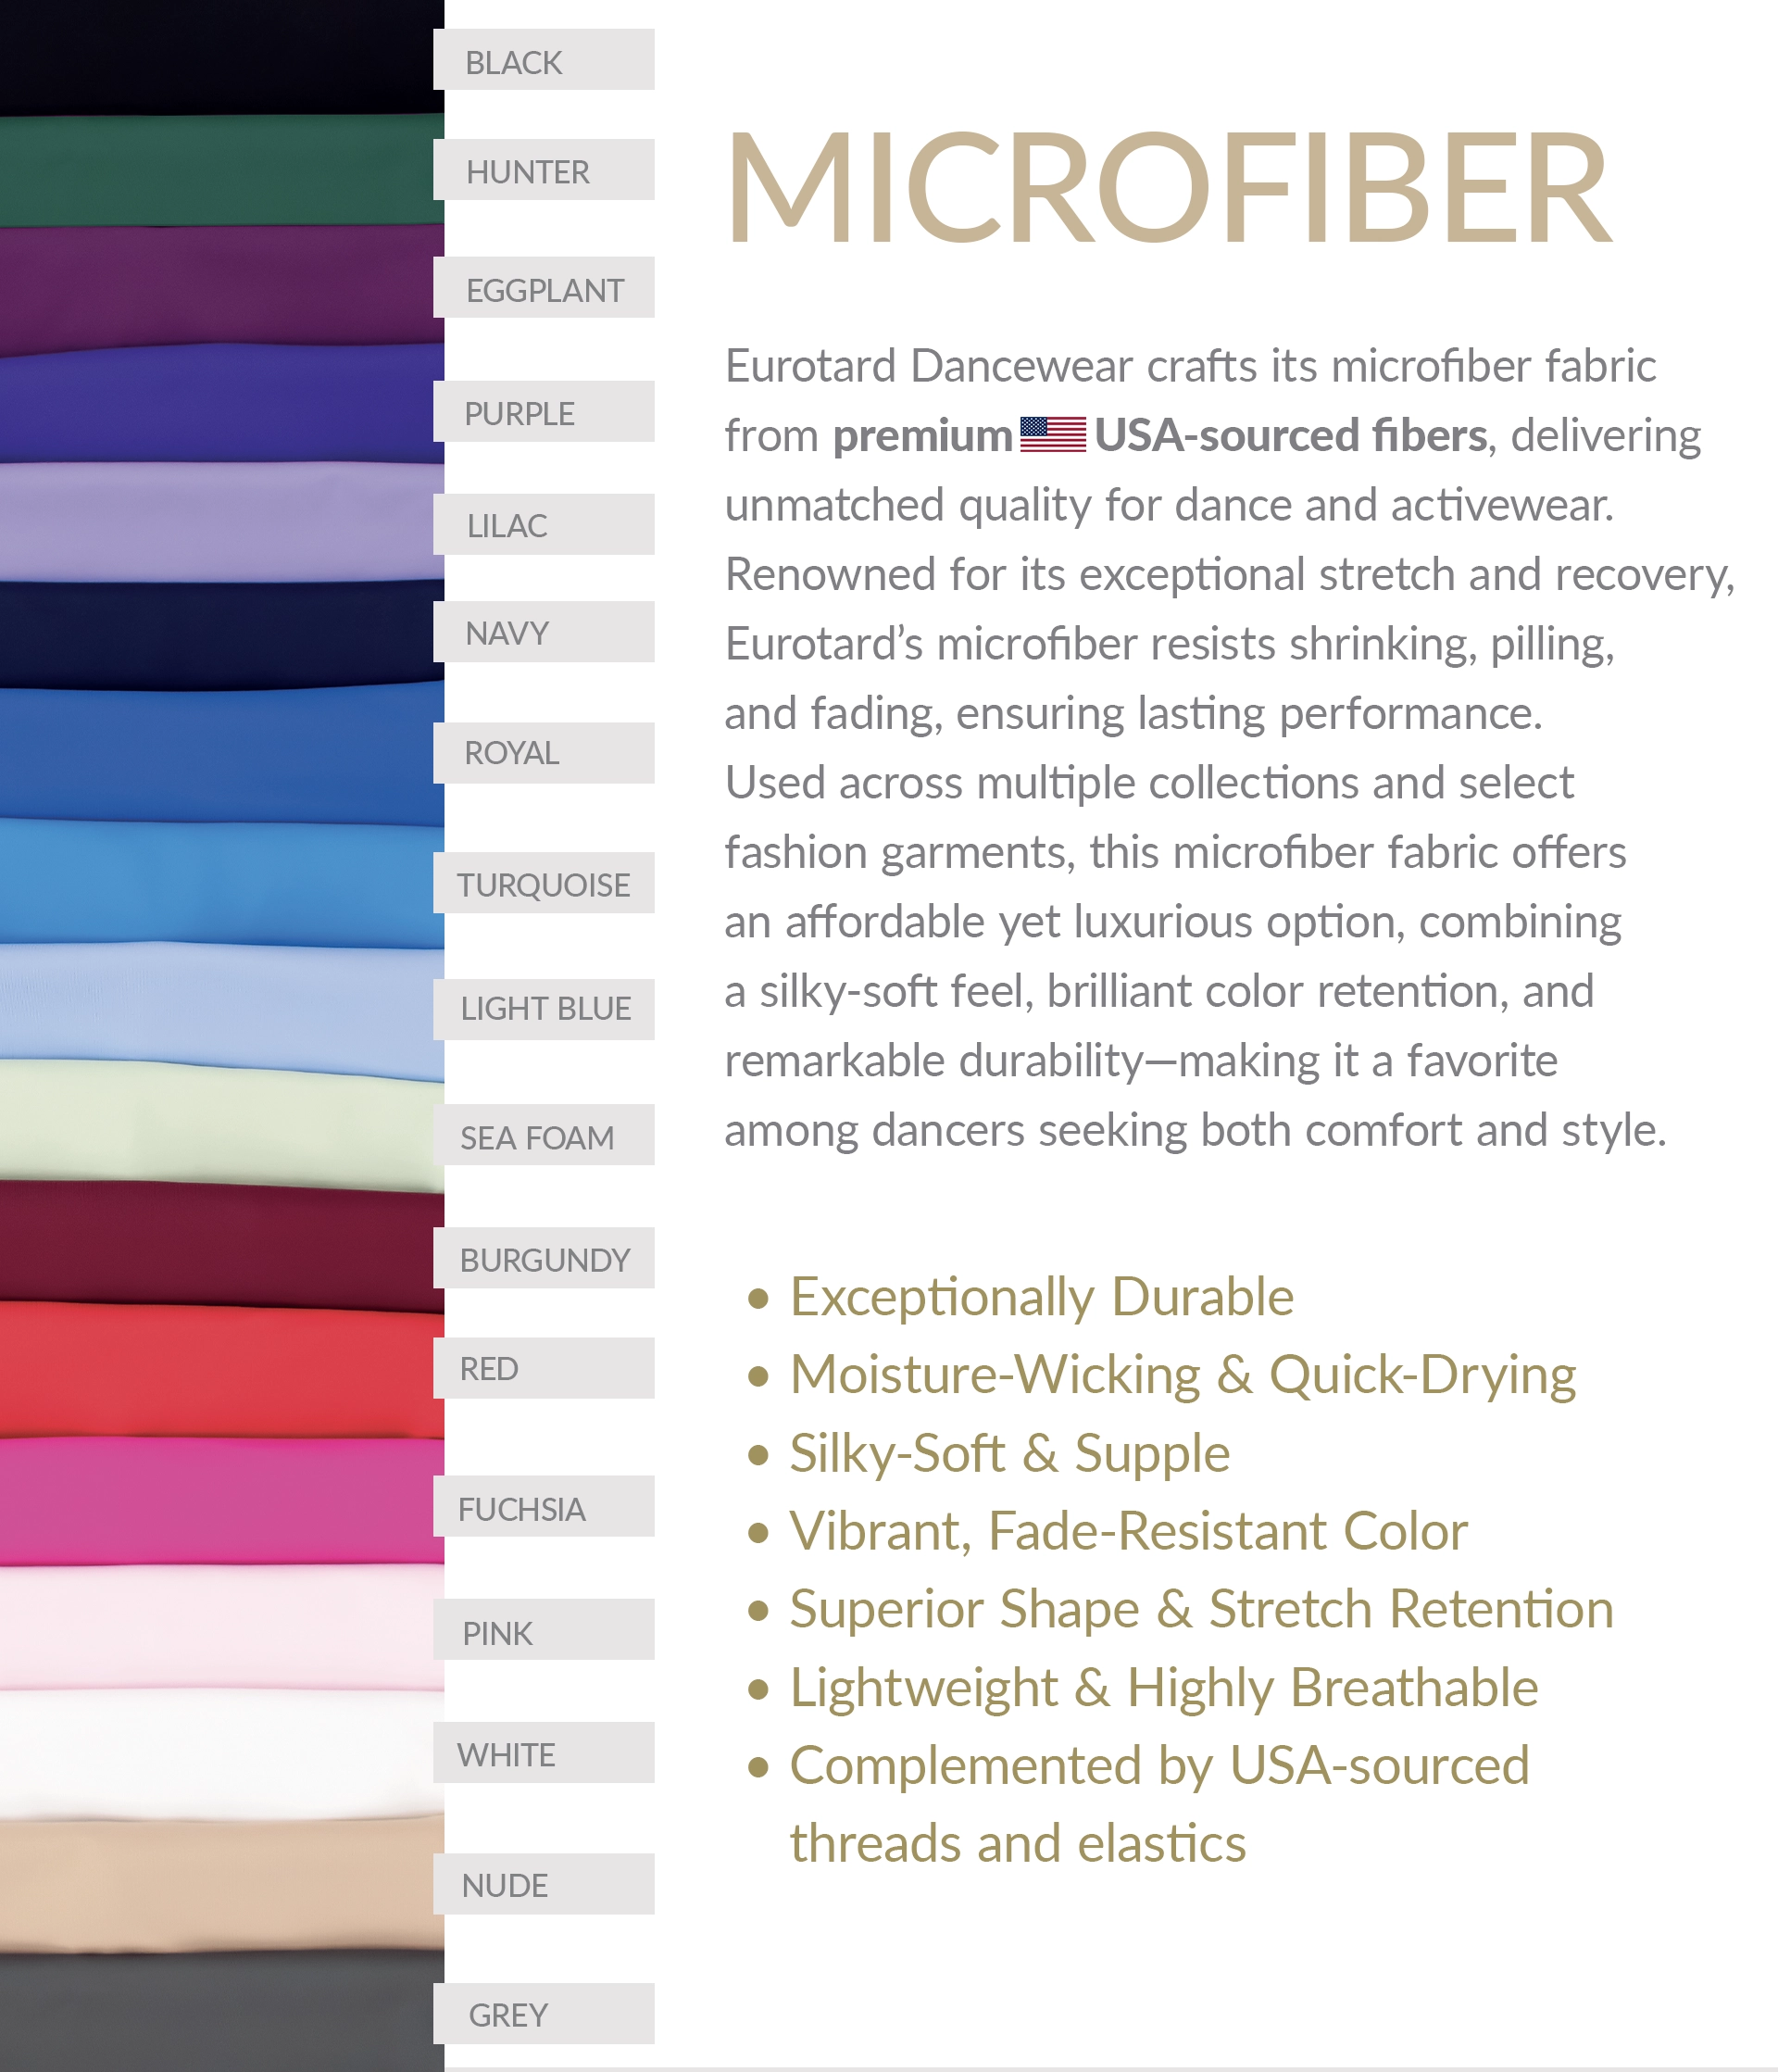 BLACK
HUNTER
EGGPLANT
PURPLE
LILAC
NAVY
ROYAL
TURQUOISE
LIGHT BLUE
SEA FOAM
BURGUNDY
RED
FUCHSIA
PINK
WHITE
NUDE
GREY
MICROFIBER
Eurotard Dancewear crafts its microfiber fabric
from premium USA-sourced fibers, delivering
unmatched quality for dance and activewear.
Renowned for its exceptional stretch and recovery,
Eurotard’s microfiber resists shrinking, pilling,
and fading, ensuring lasting performance.
Used across multiple collections and select
fashion garments, this microfiber fabric offers
an affordable yet luxurious option, combining
a silky-soft feel, brilliant color retention, and
remarkable durability—making it a favorite
among dancers seeking both comfort and style.
• Exceptionally Durable
• Moisture-Wicking & Quick-Drying
• Silky-Soft & Supple
• Vibrant, Fade-Resistant Color
• Superior Shape & Stretch Retention
• Lightweight & Highly Breathable
• Complemented by USA-sourced
threads and elastics